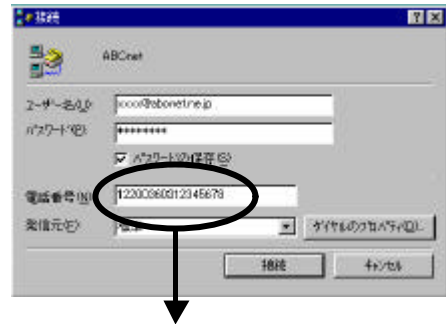 接続
ABCnet
ユーザー名(U):
xxxx@abcnet.ne.jp
パスワード(P):
********
パスワードの保存(S)
電話番号(N):
12200360312345678
発信元(F):
ダイヤルのプロパティ(D)...
接続
キャンセル